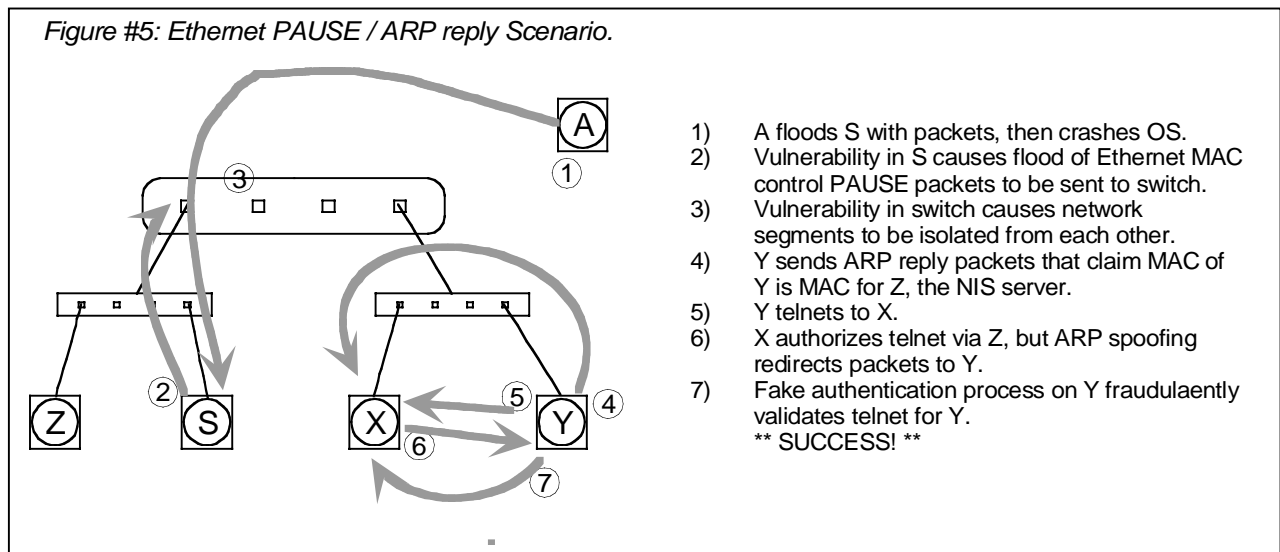 Figure #5: Ethernet PAUSE / ARP reply Scenario.
A
1
3
2
Z
S
X
Y
5
4
6
7
1) A floods S with packets, then crashes OS.
2) Vulnerability in S causes flood of Ethernet MAC
control PAUSE packets to be sent to switch.
3) Vulnerability in switch causes network
segments to be isolated from each other.
4) Y sends ARP reply packets that claim MAC of
Y is MAC for Z, the NIS server.
5) Y telnets to X.
6) X authorizes telnet via Z, but ARP spoofing
redirects packets to Y.
7) Fake authentication process on Y fraudulaently
validates telnet for Y.
** SUCCESS! **